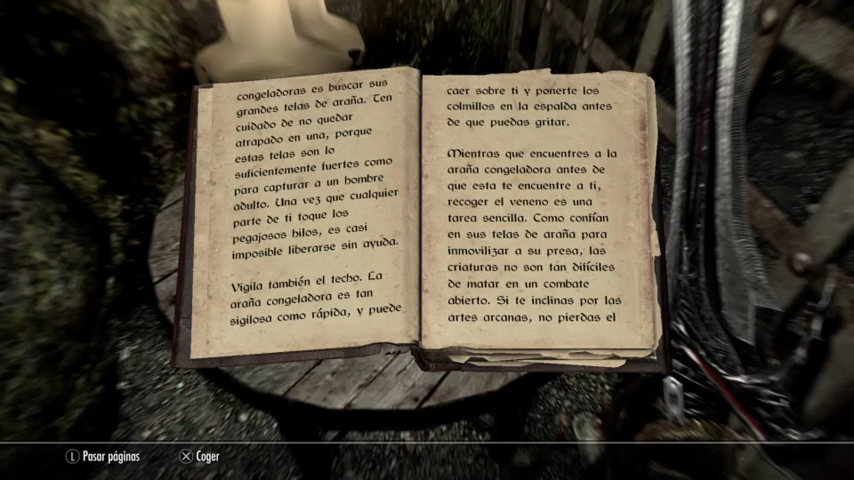 congeladoras es buscar sus
grandes telas de araña. Ten
cuidado de no quedar
atrapado en una, porque
estas telas son lo
suficientemente fuertes como
para capturar a un hombre
adulto. Una vez que cualquier
parte de ti toque los
pegajosos hilos, es casi
imposible liberarse sin ayuda.
Vigila también el techo. La
araña congeladora es tan
sigilosa como rápida, y puede
caer sobre ti y ponerte los
colmillos en la espalda antes
de que puedas gritar.
Mientras que encuentres a la
araña congeladora antes de
que esta te encuentre a ti,
recoger el veneno es una
tarea sencilla. Como confían
en sus telas de araña para
inmovilizar a su presa, las
criaturas no son tan difíciles
de matar en un combate
abierto. Si te inclinas por las
artes arcanas, no pierdas el
L Pasar páginas X Coger